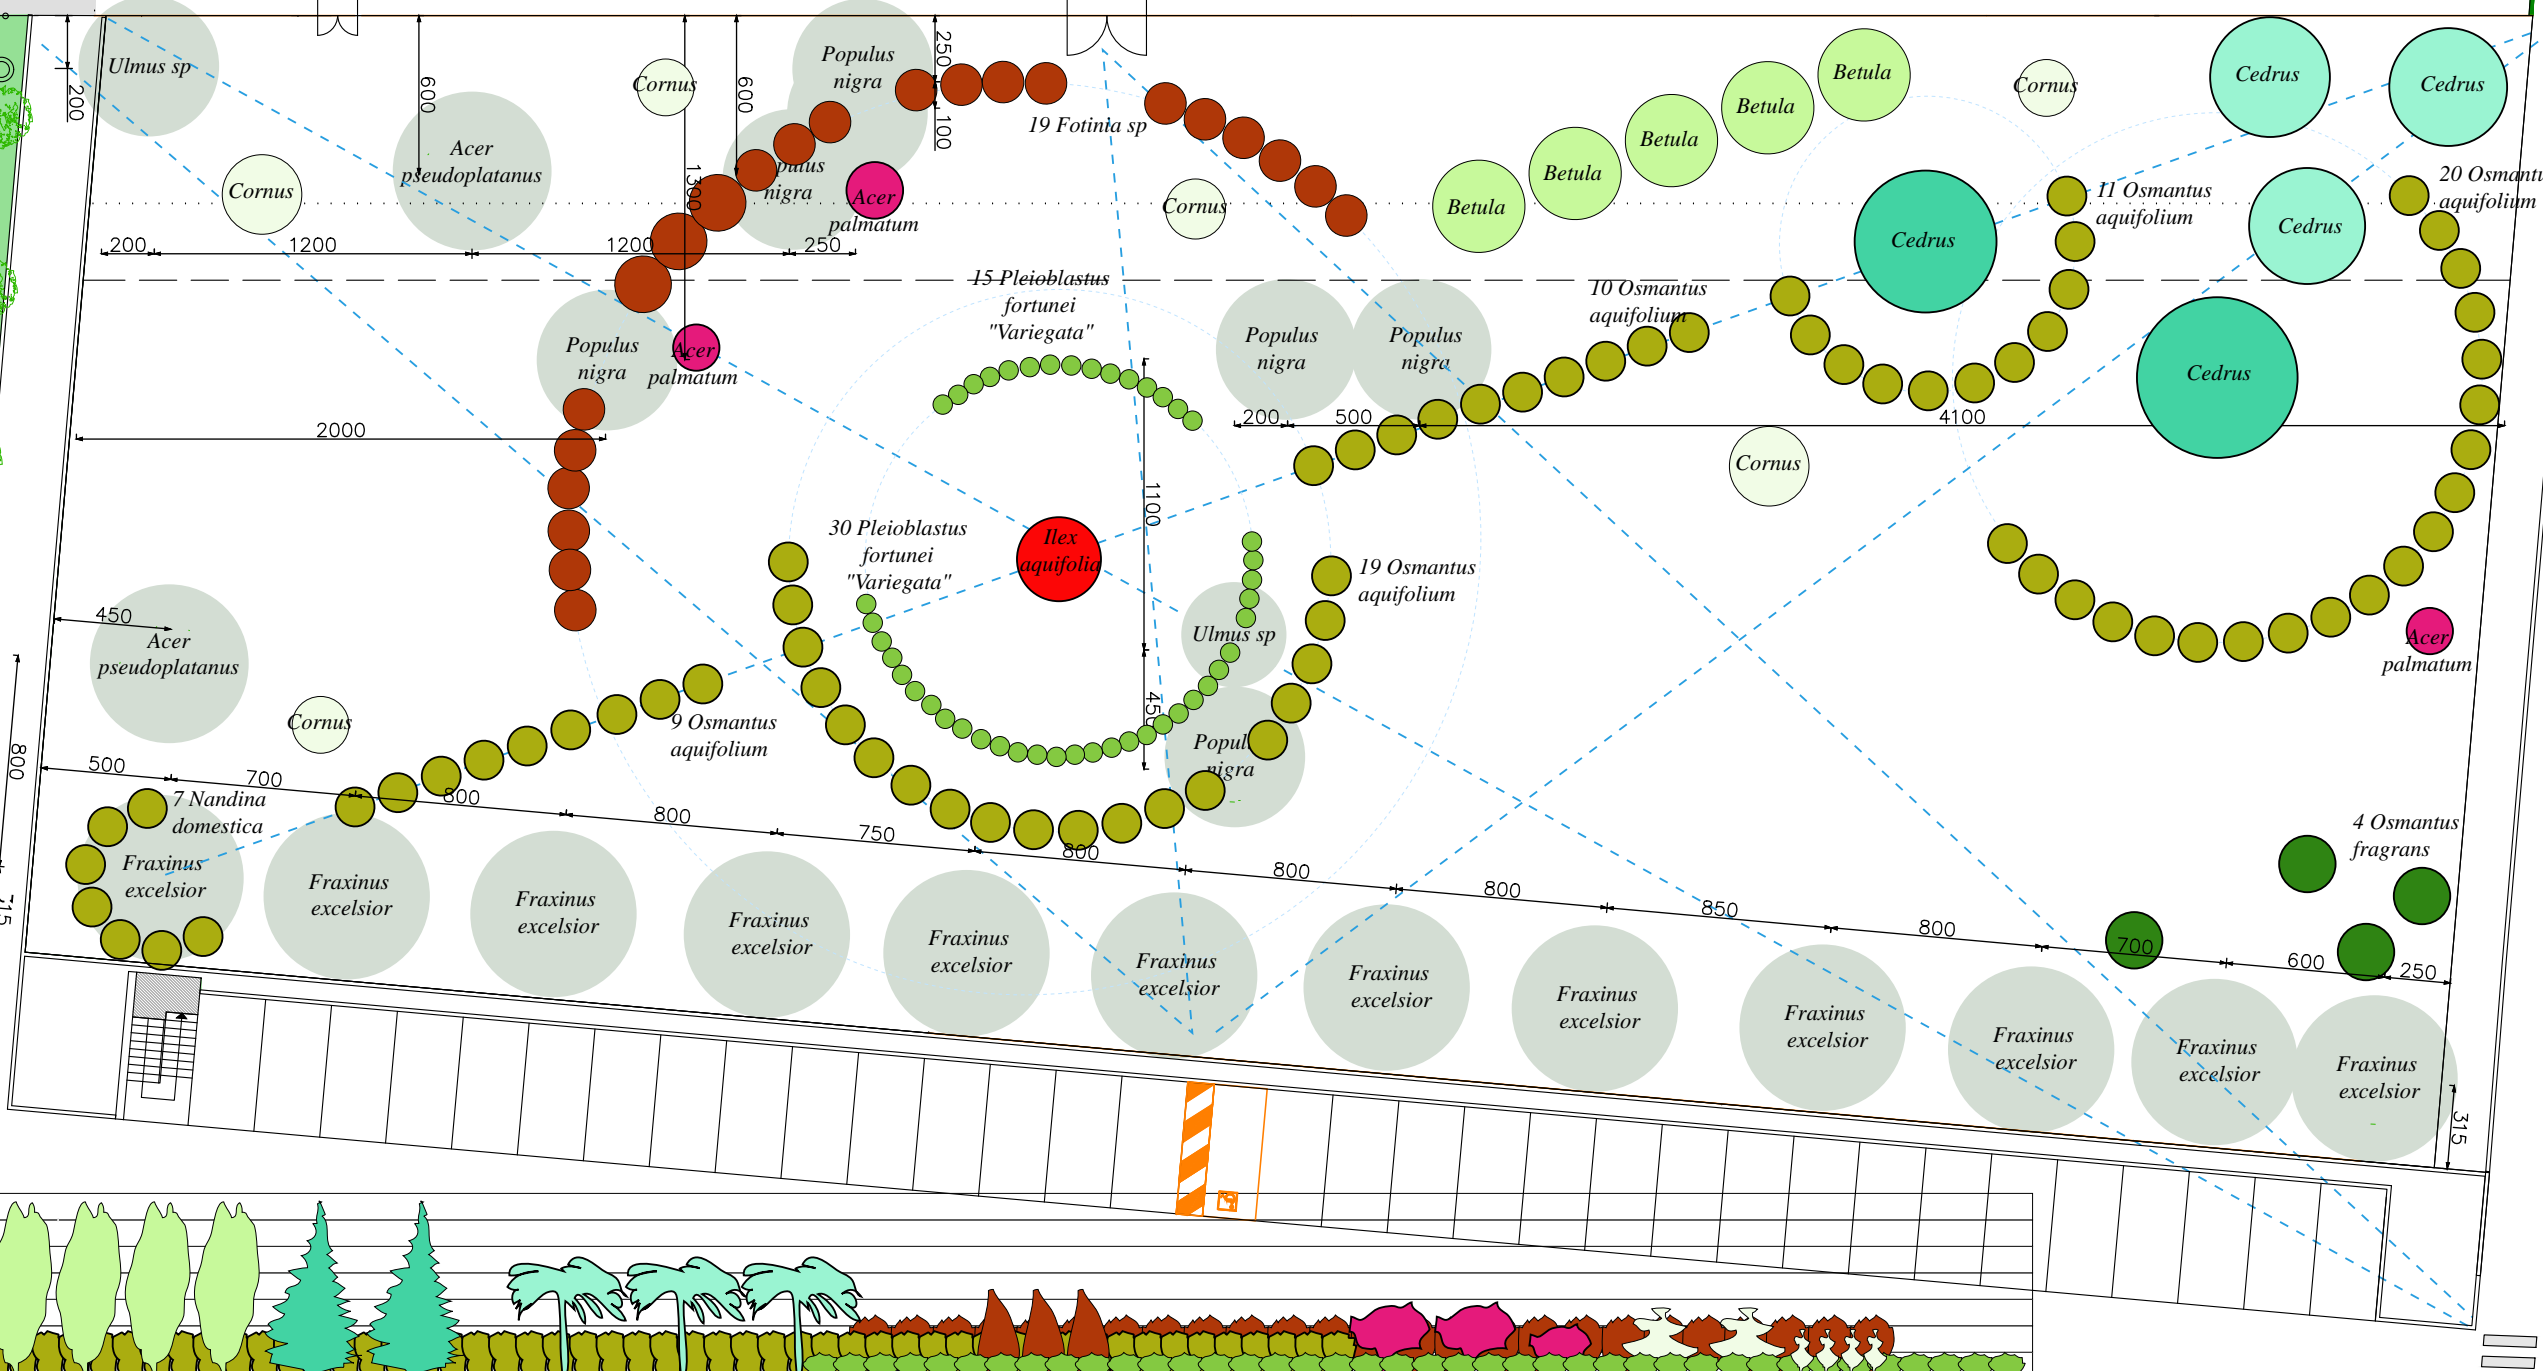 Ulmus sp
200
600
Acer
pseudoplatanus
Cornus
600
Populus
nigra
250
100
19 Fotinia sp
Betula
Betula
Betula
Betula
Betula
Cornus
Cedrus
Cedrus
Cornus
1300
nigra
Acer
palmatum
Cornus
Cedrus
11 Osmantus
aquifolium
Cedrus
20 Osmantu
aquifolium
200
1200
1200
250
15 Pleioblastus
fortunei
"Variegata"
Populus
nigra
Populus
nigra
10 Osmantus
aquifolium
Populus
nigra
Acer
palmatum
Cedrus
2000
200
500
4100
Cornus
1100
30 Pleioblastus
fortunei
"Variegata"
Ilex
aquifolia
19 Osmantus
aquifolium
450
Acer
pseudoplatanus
Ulmus sp
Acer
palmatum
Cornus
9 Osmantus
aquifolium
450
nigra
800
500
700
800
800
750
800
800
800
850
800
700
600
250
7 Nandina
domestica
4 Osmantus
fragrans
715
Fraxinus
excelsior
Fraxinus
excelsior
Fraxinus
excelsior
Fraxinus
excelsior
Fraxinus
excelsior
Fraxinus
excelsior
Fraxinus
excelsior
Fraxinus
excelsior
Fraxinus
excelsior
Fraxinus
excelsior
Fraxinus
excelsior
Fraxinus
excelsior
315